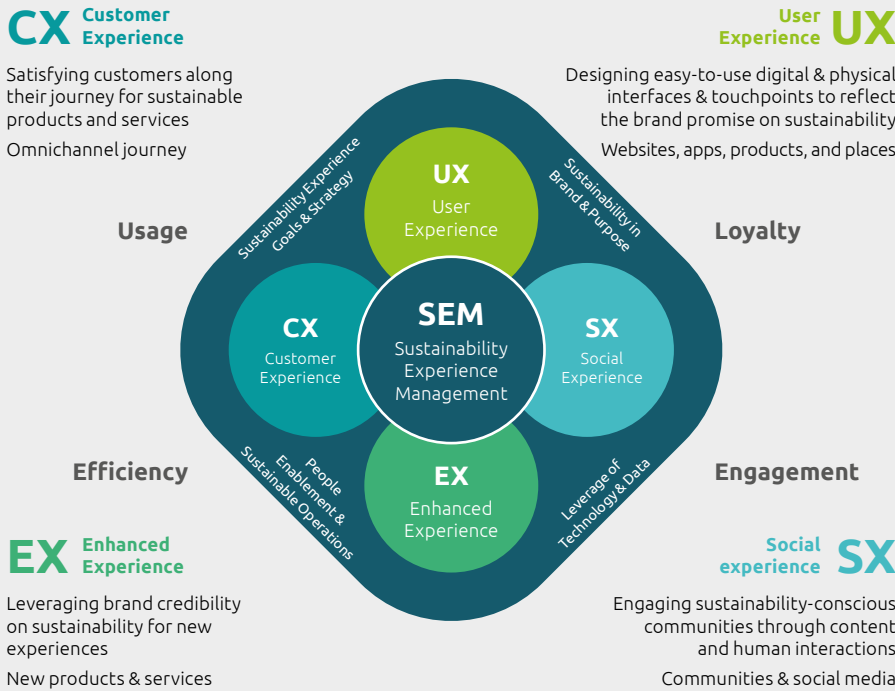 CX Customer
Experience
Satisfying customers along
their journey for sustainable
products and services
Omnichannel journey
User
Experience UX
Designing easy-to-use digital & physical
interfaces & touchpoints to reflect
the brand promise on sustainability
Websites, apps, products, and places
Usage
Loyalty
Sustainability Experience
Goals & Strategy
Sustainability in
Brand & Purpose
UX
User
Experience
CX
Customer
Experience
SEM
Sustainability
Experience
Management
SX
Social
Experience
EX
Enhanced
Experience
People
Enablement &
Sustainable Operations
Leverage of
Technology & Data
Efficiency
Engagement
EX Enhanced
Experience
Leveraging brand credibility
on sustainability for new
experiences
New products & services
Social
experience SX
Engaging sustainability-conscious
communities through content
and human interactions
Communities & social media